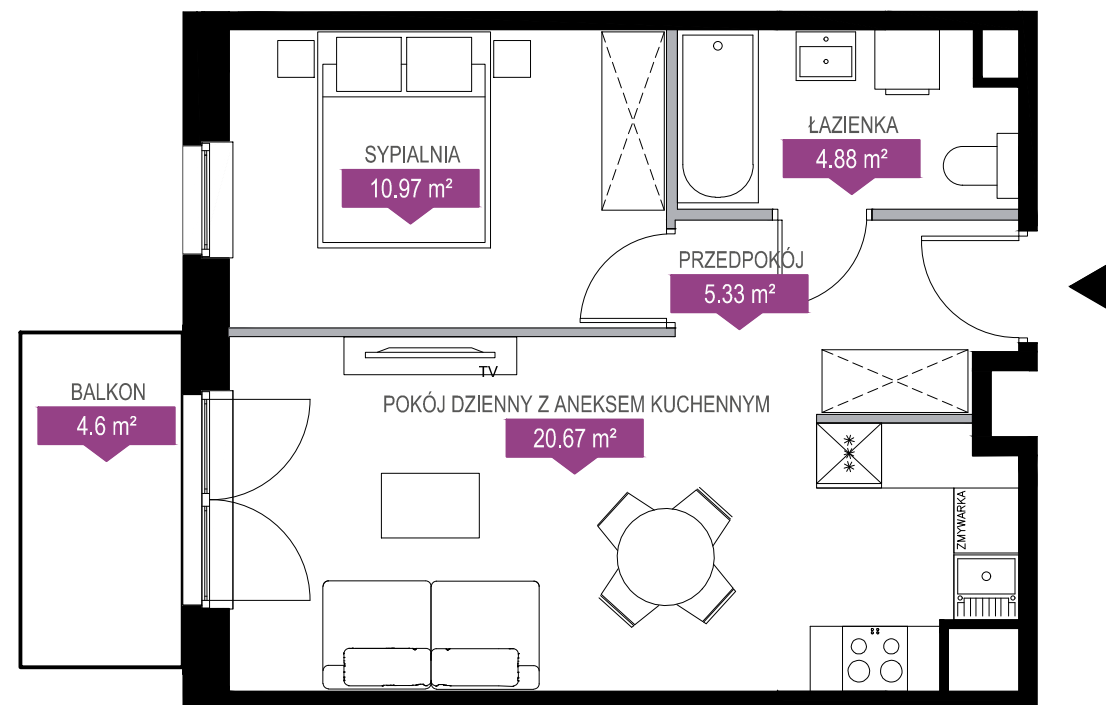 SYPIALNIA
10.97 m²
ŁAZIENKA
4.88 m²
PRZEDPOKÓJ
5.33 m²
BALKON
4.6 m²
TV
POKÓJ DZIENNY Z ANEKSEM KUCHENNYM
20.67 m²
ZMYWARKA